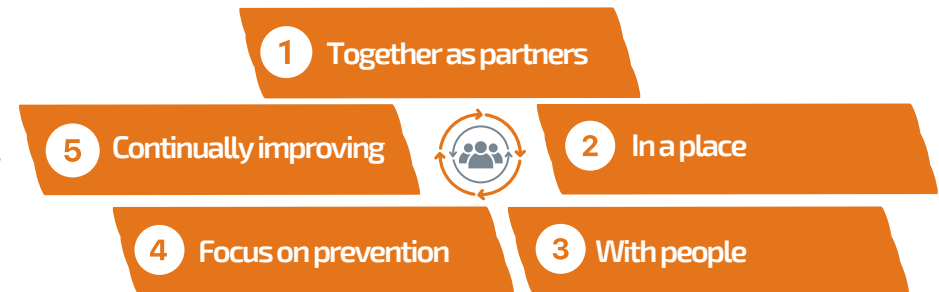 1 Together as partners
5 Continually improving
2 In a place
4 Focus on prevention
3 With people